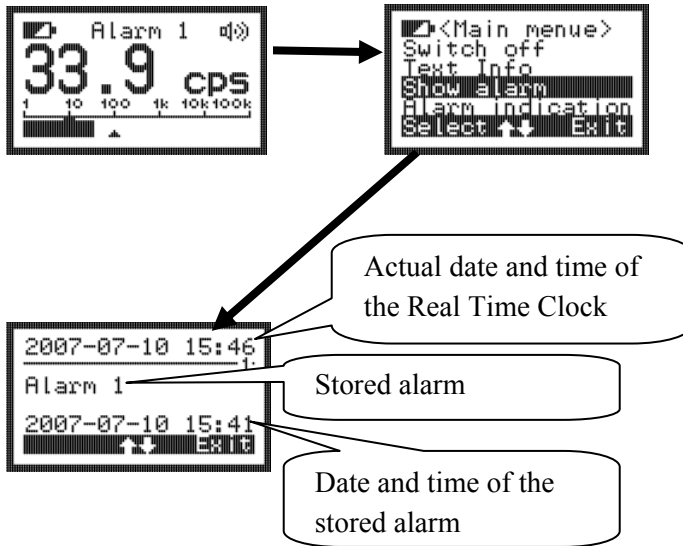 Alarm 1
33.9 cps
1 10 100 1k 10k 100k
<Main menue>
Switch off
Text Info
Show alarm
Alarm indication
Select Exit
Actual date and time of
the Real Time Clock
2007-07-10 15:46
1:
Alarm 1
Stored alarm
2007-07-10 15:41
Exit
Date and time of the
stored alarm